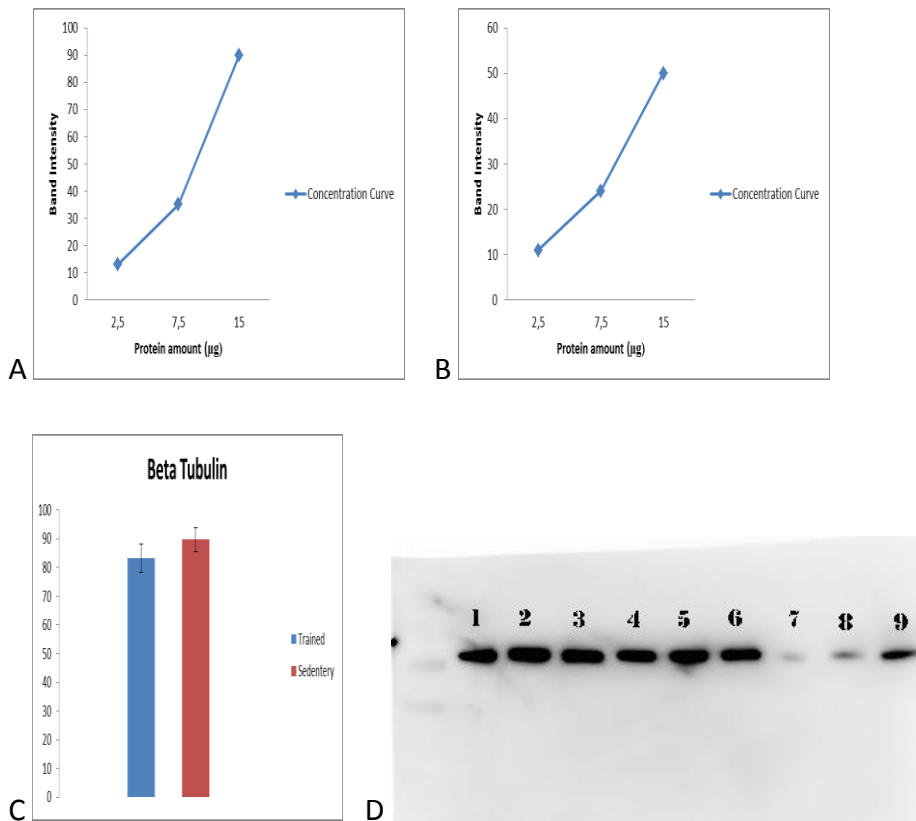 100
90
80
70
60
50
40
30
20
10
0
Band Intensity
2,5 7,5 15
Protein amount (µg)
Concentration Curve
A
60
50
40
30
20
10
0
Band Intensity
2,5 7,5 15
Protein amount (µg)
Concentration Curve
B
Beta Tubulin
100
90
80
70
60
50
40
30
20
10
0
Trained
Sedentery
C
1 2 3 4 5 6 7 8 9
D